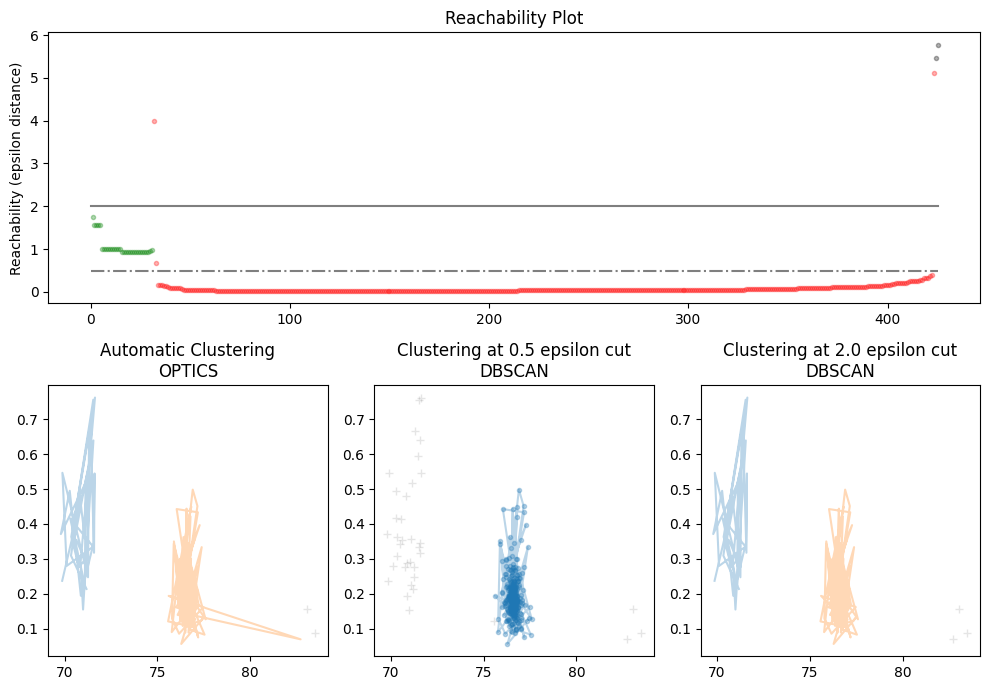 Reachability Plot
Reachability (epsilon distance)
6
5
4
3
2
1
0
0 100 200 300 400
Automatic Clustering
OPTICS
0.7
0.6
0.5
0.4
0.3
0.2
0.1
70 75 80
Clustering at 0.5 epsilon cut
DBSCAN
0.7
0.6
0.5
0.4
0.3
0.2
0.1
70 75 80
Clustering at 2.0 epsilon cut
DBSCAN
0.7
0.6
0.5
0.4
0.3
0.2
0.1
70 75 80